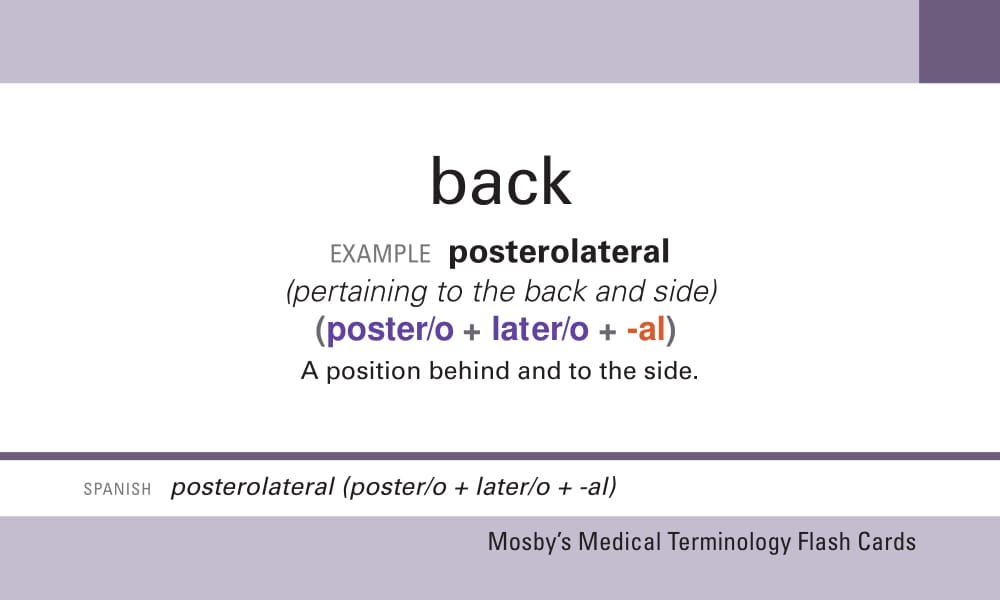 back
EXAMPLE posterolateral
(pertaining to the back and side)
(poster/o + later/o + -al)
A position behind and to the side.
SPANISH posterolateral (poster/o + later/o + -al)
Mosby's Medical Terminology Flash Cards